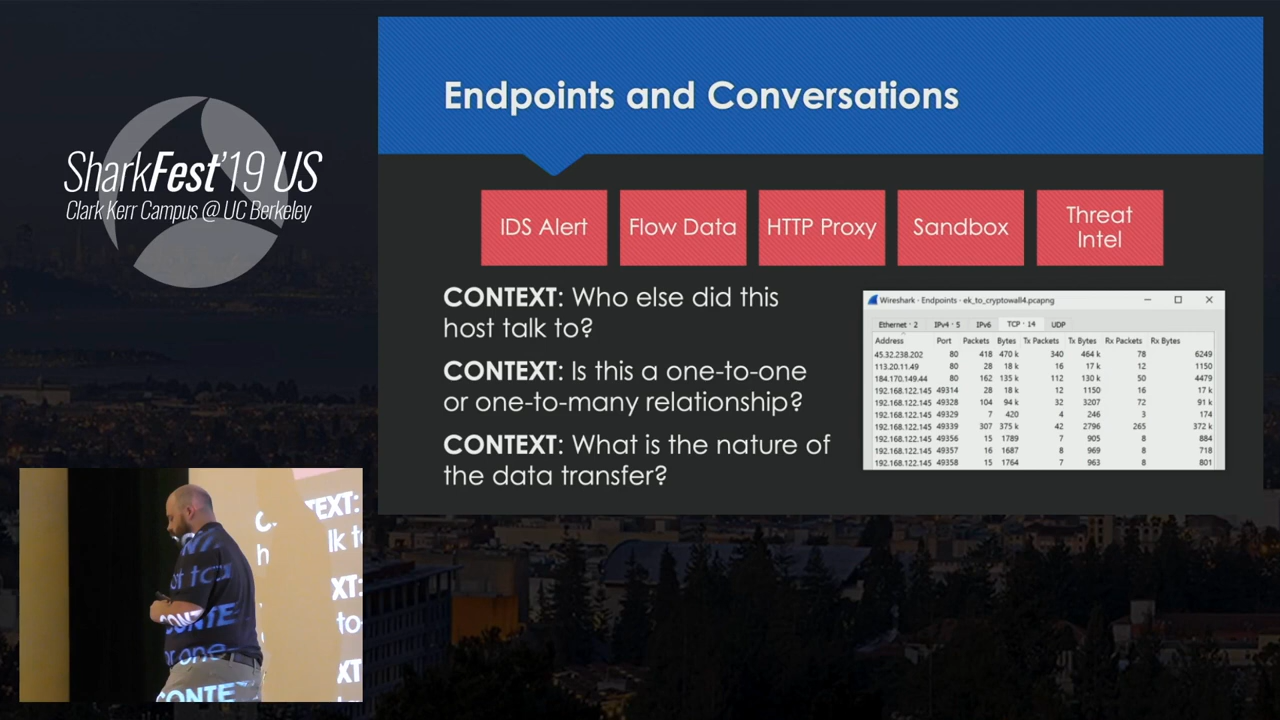 SharkFest'19 US
Clark Kerr Campus @ UC Berkeley
Endpoints and Conversations
IDS Alert
Flow Data
HTTP Proxy
Sandbox
Threat
Intel
CONTEXT: Who else did this
host talk to?
CONTEXT: Is this a one-to-one
or one-to-many relationship?
CONTEXT: What is the nature of
the data transfer?
Wireshark · Endpoints · ek_to_cryptowall4.pcapng
Ethernet · 2 IPv4 · 5 IPv6 TCP · 14 UDP
Address Port Packets Bytes Tx Packets Tx Bytes Rx Packets Rx Bytes
45.32.238.202 80 418 470 k 340 464 k 78 6249
113.20.11.49 80 28 18 k 16 17 k 12 1150
184.170.149.44 80 162 135 k 112 130 k 50 4479
192.168.122.145 49314 28 18 k 12 1150 16 17 k
192.168.122.145 49328 104 94 k 32 3207 72 91 k
192.168.122.145 49329 7 420 4 246 3 174
192.168.122.145 49339 307 375 k 42 2796 265 372 k
192.168.122.145 49356 15 1789 7 905 8 884
192.168.122.145 49357 16 1687 8 969 8 718
192.168.122.145 49358 15 1764 7 963 8 801